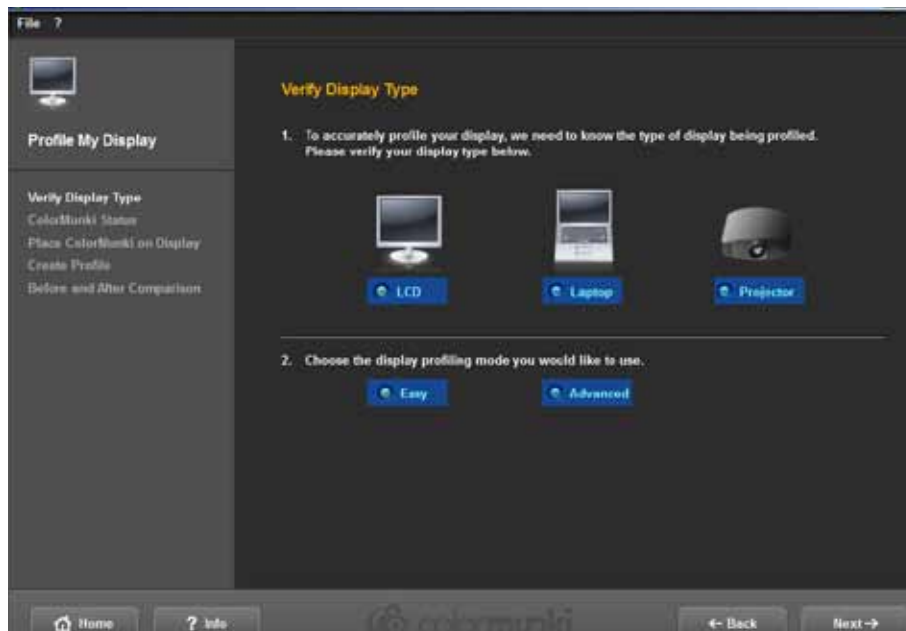 File ?
Profile My Display
Verify Display Type
ColorMunki Status
Place ColorMunki on Display
Create Profile
Before and After Comparison
Verify Display Type
1. To accurately profile your display, we need to know the type of display being profiled.
Please verify your display type below.
LCD
Laptop
Projector
2. Choose the display profiling mode you would like to use.
Easy
Advanced
Home
? Info
colormunki
← Back
Next →